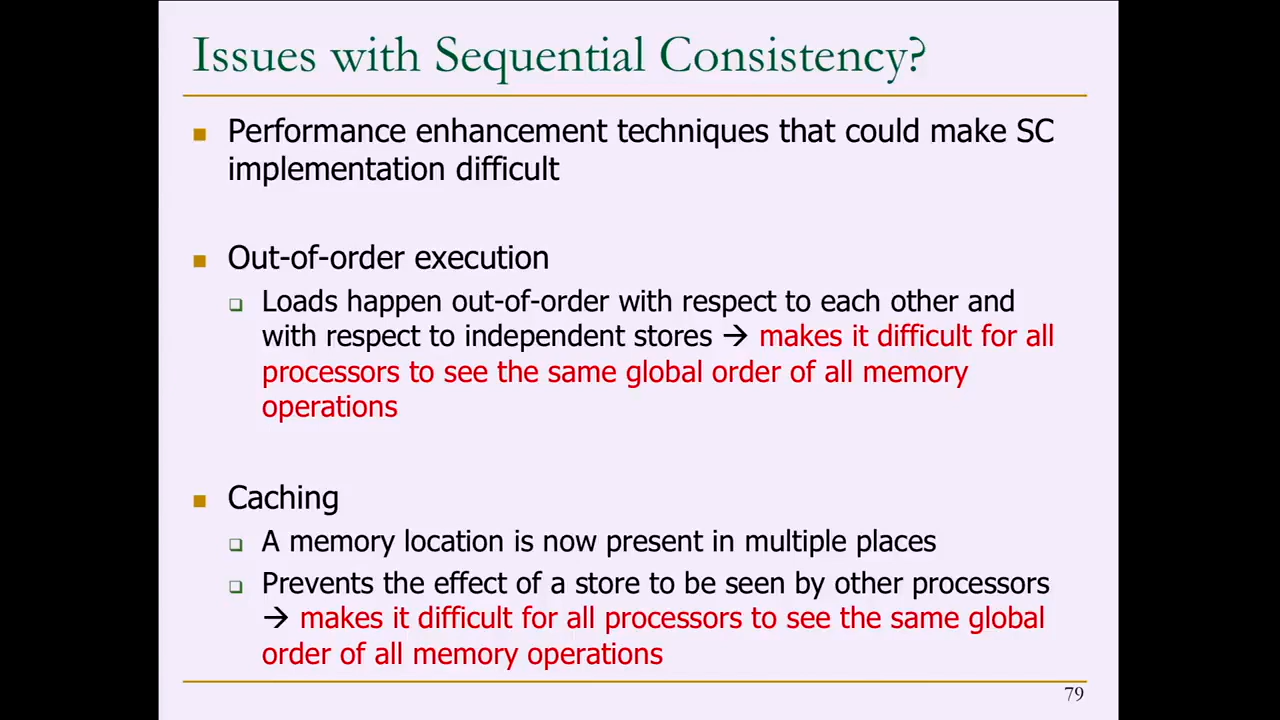 Issues with Sequential Consistency?
Performance enhancement techniques that could make SC
implementation difficult
Out-of-order execution
Loads happen out-of-order with respect to each other and
with respect to independent stores → makes it difficult for all
processors to see the same global order of all memory
operations
Caching
A memory location is now present in multiple places
Prevents the effect of a store to be seen by other processors
→ makes it difficult for all processors to see the same global
order of all memory operations
79